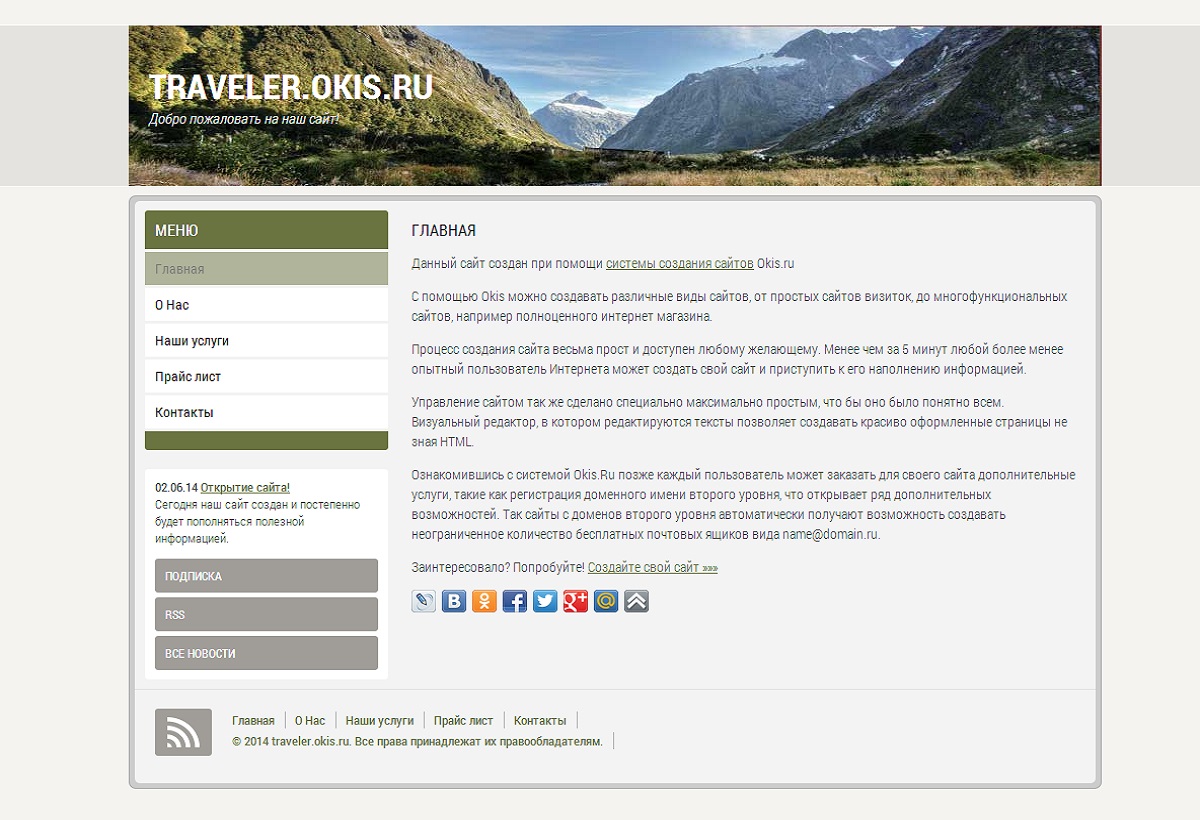 TRAVELER.OKIS.RU
Добро пожаловать на наш сайт!
МЕНЮ
Главная
О Нас
Наши услуги
Прайс лист
Контакты
02.06.14 Открытие сайта!
Сегодня наш сайт создан и постепенно
будет пополняться полезной
информацией.
ПОДПИСКА
RSS
ВСЕ НОВОСТИ
ГЛАВНАЯ
Данный сайт создан при помощи системы создания сайтов Okis.ru
С помощью Okis можно создавать различные виды сайтов, от простых сайтов визиток, до многофункциональных
сайтов, например полноценного интернет магазина.
Процесс создания сайта весьма прост и доступен любому желающему. Менее чем за 5 минут любой более менее
опытный пользователь Интернета может создать свой сайт и приступить к его наполнению информацией.
Управление сайтом так же сделано специально максимально простым, что бы оно было понятно всем.
Визуальный редактор, в котором редактируются тексты позволяет создавать красиво оформленные страницы не
зная HTML.
Ознакомившись с системой Okis.Ru позже каждый пользователь может заказать для своего сайта дополнительные
услуги, такие как регистрация доменного имени второго уровня, что открывает ряд дополнительных
возможностей. Так сайты с доменов второго уровня автоматически получают возможность создавать
неограниченное количество бесплатных почтовых ящиков вида name@domain.ru.
Заинтересовало? Попробуйте! Создайте свой сайт »»»
Главная О Нас Наши услуги Прайс лист Контакты
© 2014 traveler.okis.ru. Все права принадлежат их правообладателям.